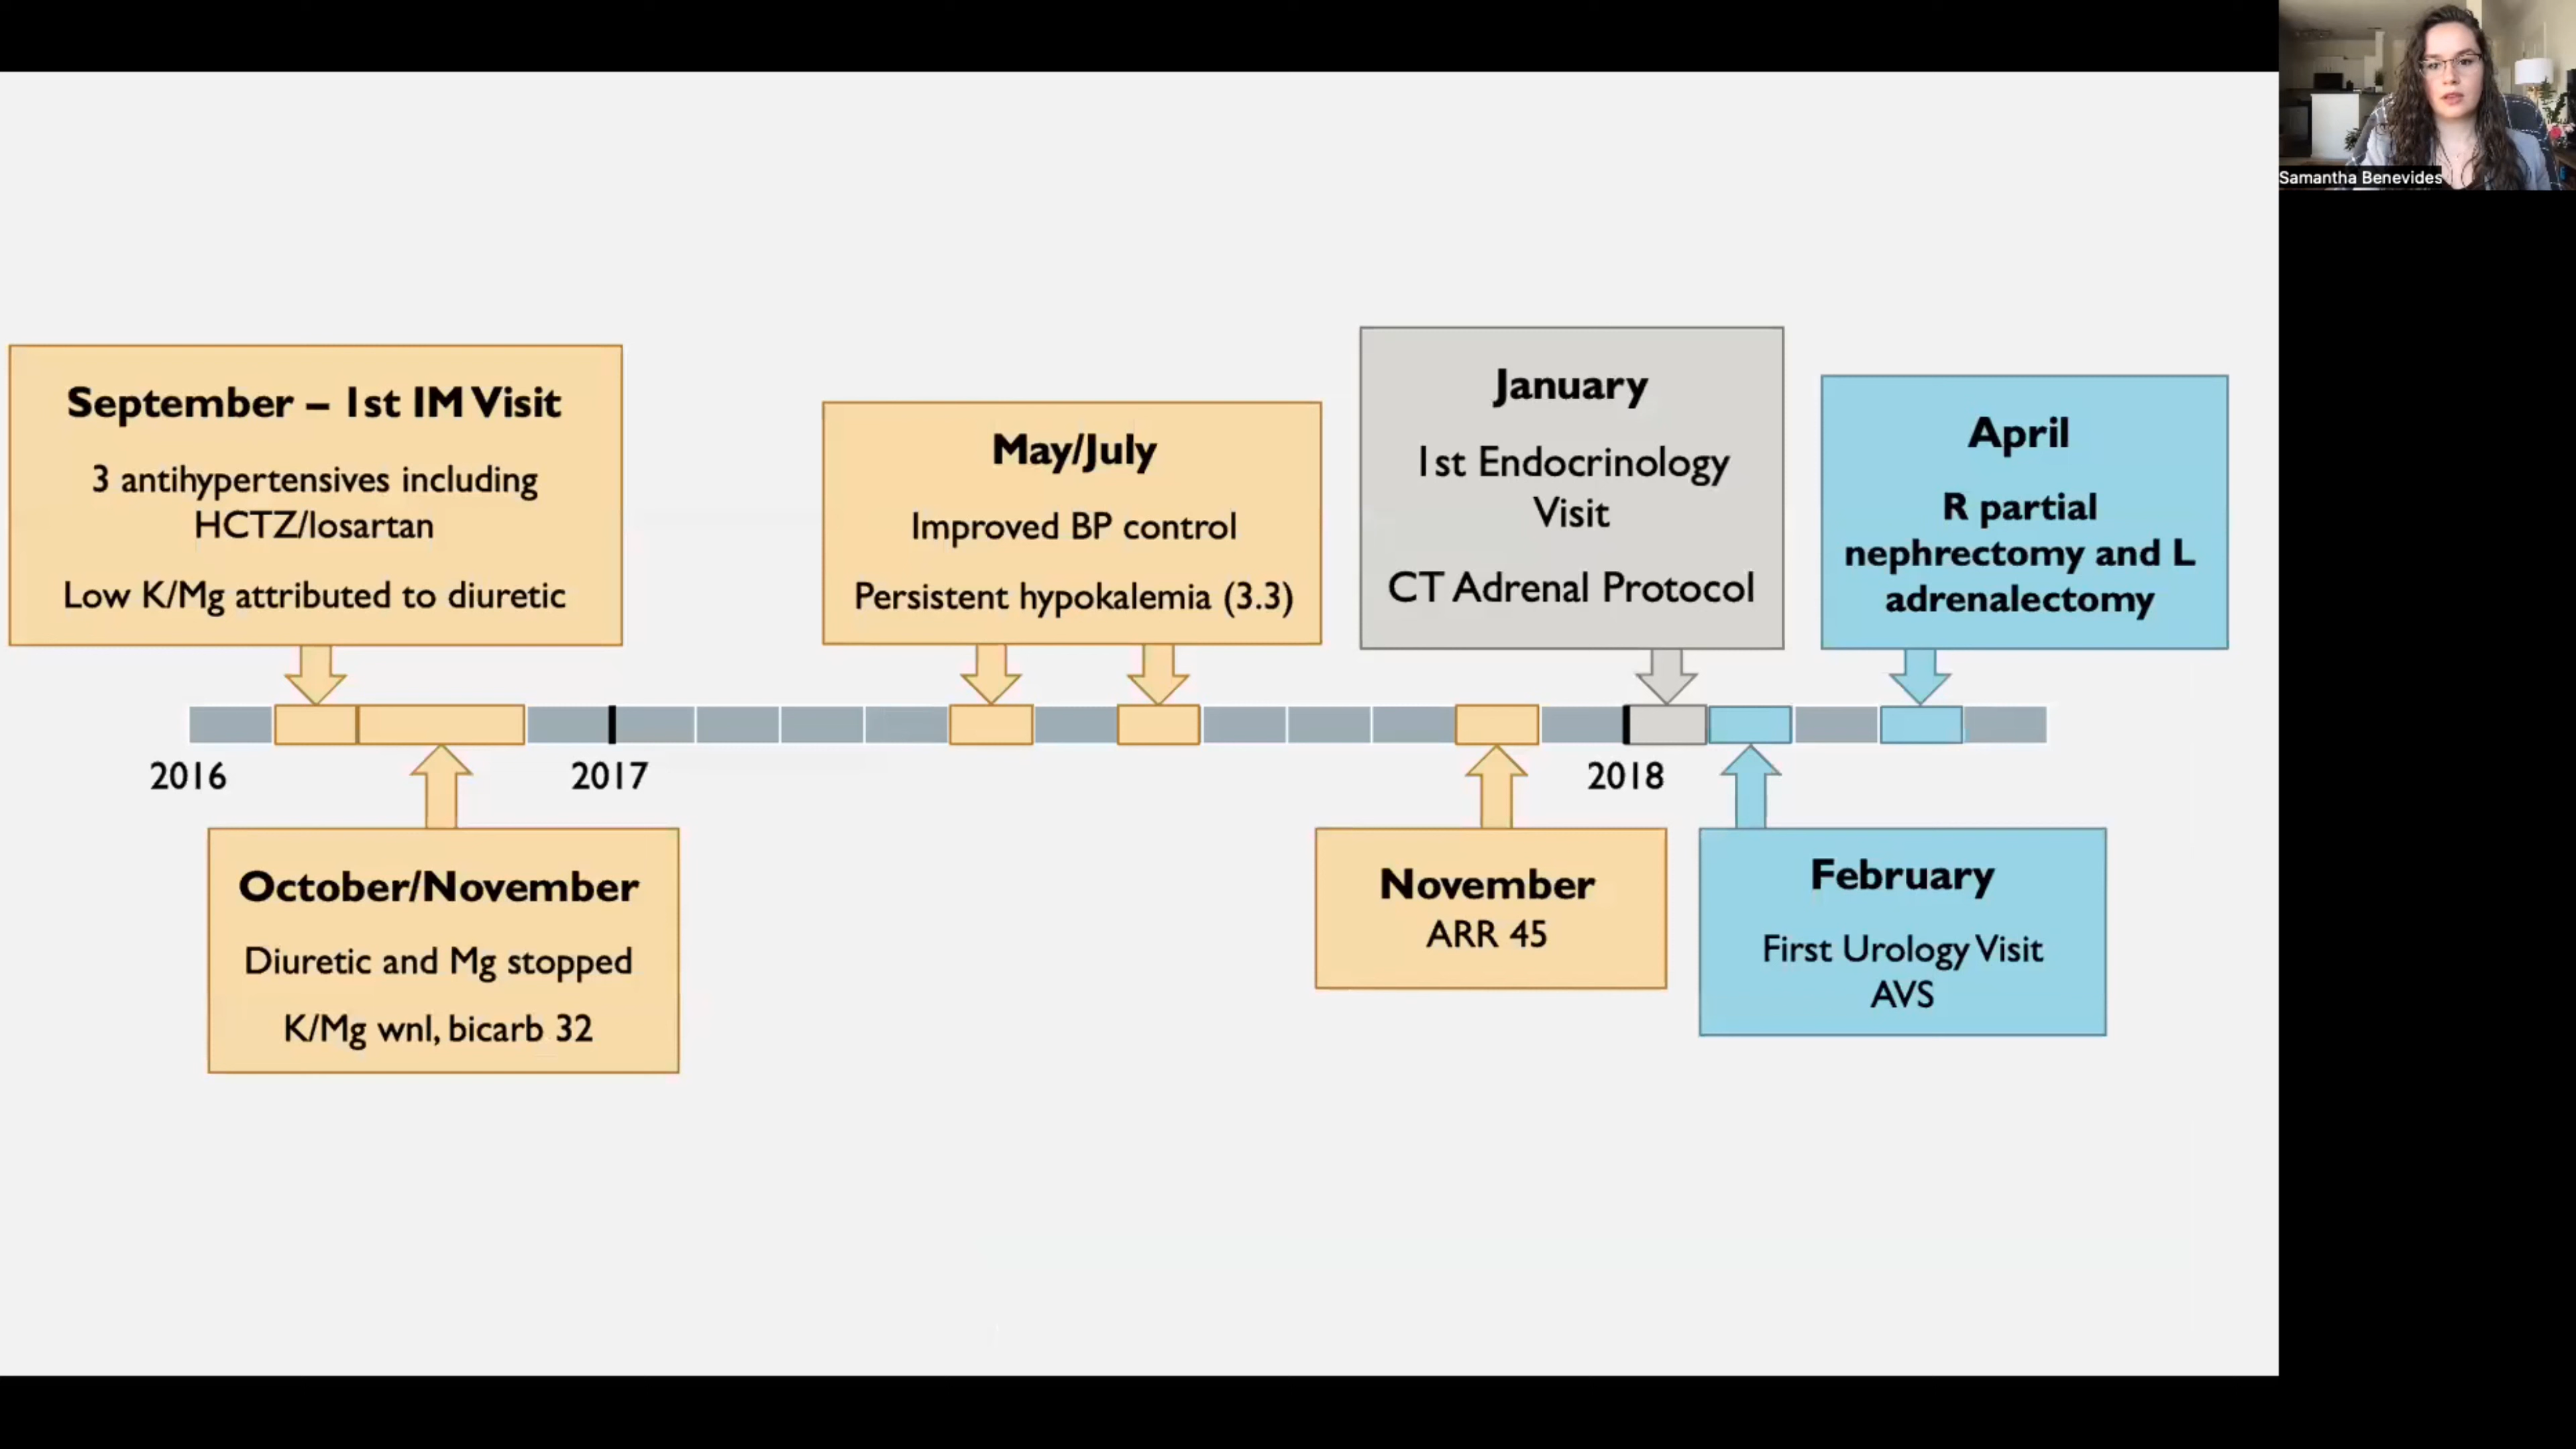 Samantha Benevides
September – 1st IM Visit
3 antihypertensives including
HCTZ/losartan
Low K/Mg attributed to diuretic
May/July
Improved BP control
Persistent hypokalemia (3.3)
January
1st Endocrinology
Visit
CT Adrenal Protocol
April
R partial
nephrectomy and L
adrenalectomy
2016
2017
2018
October/November
Diuretic and Mg stopped
K/Mg wnl, bicarb 32
November
ARR 45
February
First Urology Visit
AVS